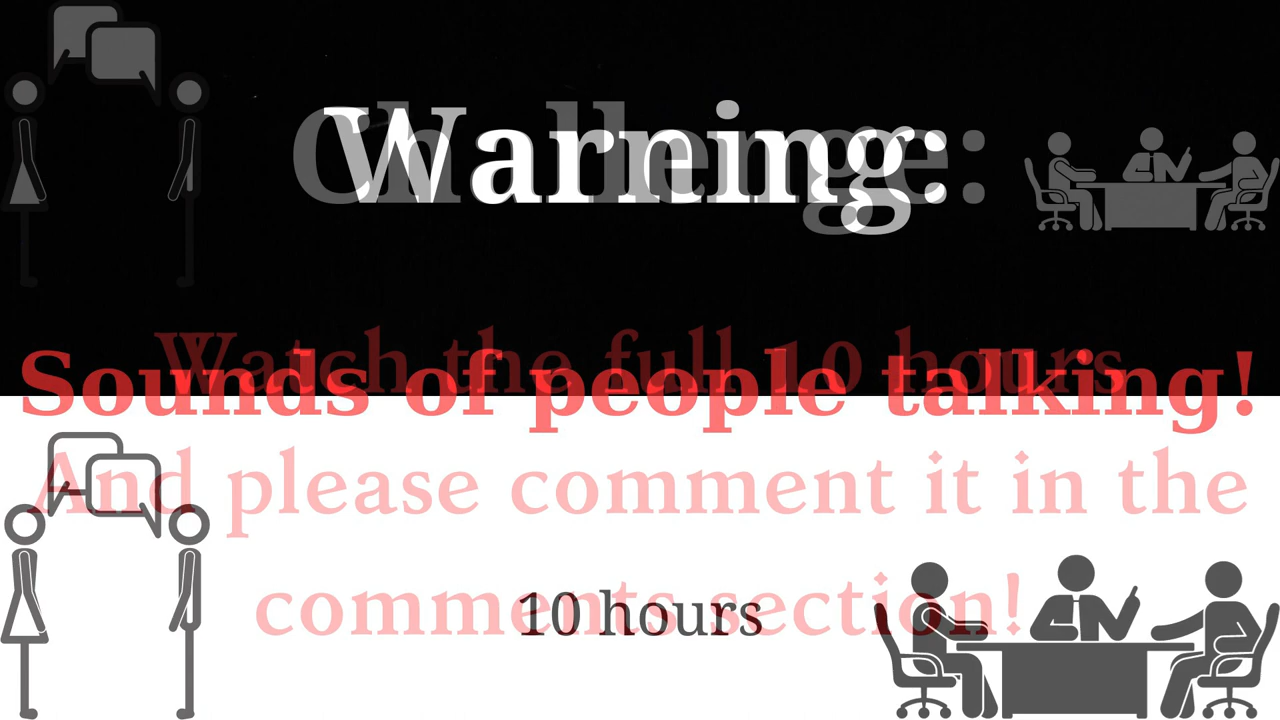 Challenge:
Warning:
Watch the full 10 hours
Sounds of people talking!
And please comment it in the
comments section!
10 hours